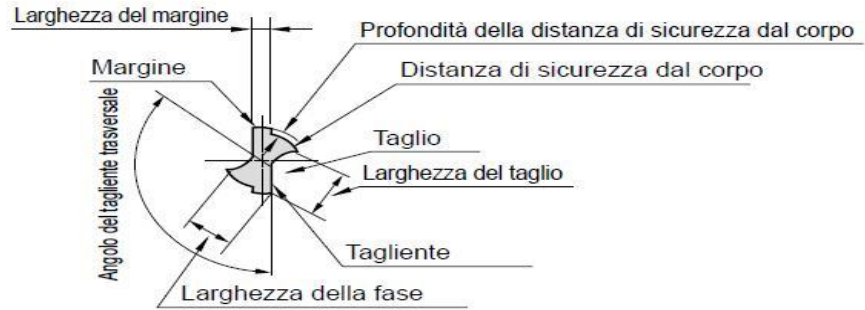 Larghezza del margine
Profondità della distanza di sicurezza dal corpo
Margine
Distanza di sicurezza dal corpo
Angolo del tagliente trasversale
Taglio
Larghezza del taglio
Tagliente
Larghezza della fase